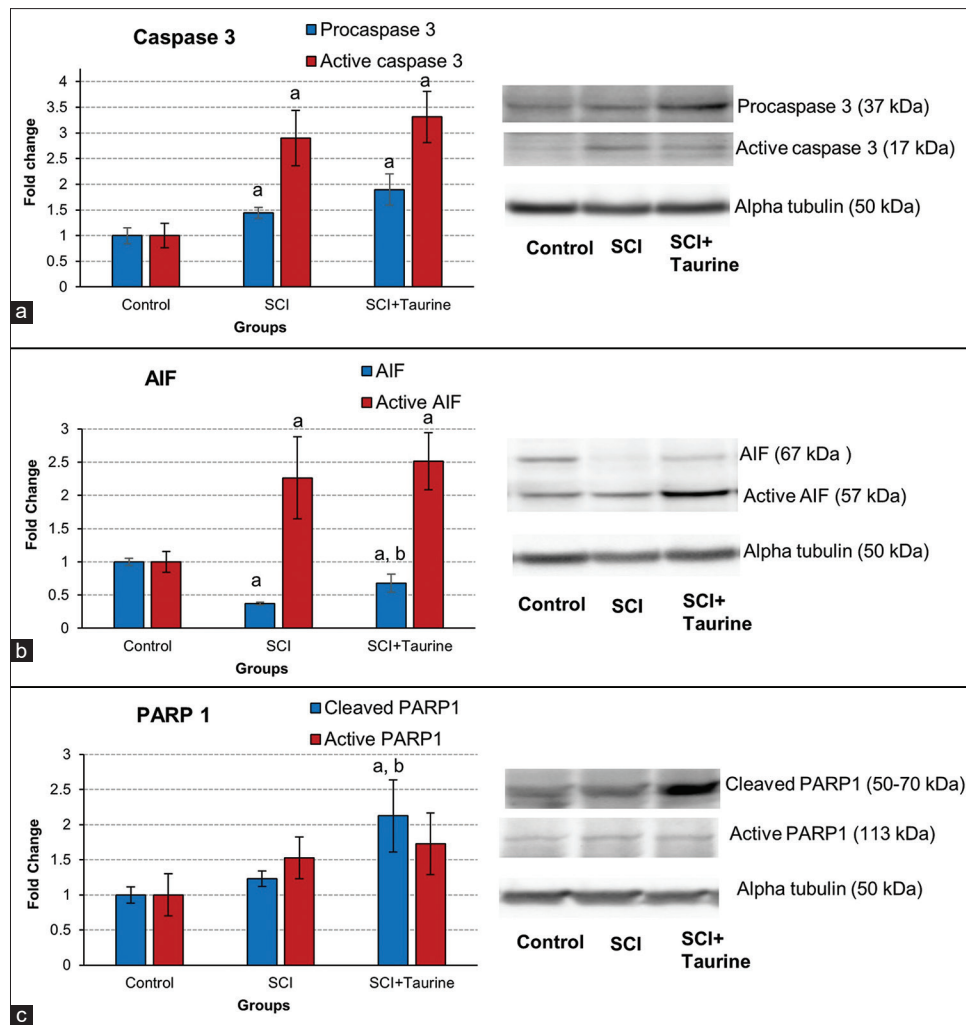 Caspase 3
Procaspase 3
Active caspase 3
Fold change
4
3.5
3
2.5
2
1.5
1
0.5
0
a
a
a
a
Control
SCI
SCI+Taurine
Groups
Procaspase 3 (37 kDa)
Active caspase 3 (17 kDa)
Alpha tubulin (50 kDa)
Control
SCI
SCI+
Taurine
a
AIF
AIF
Active AIF
Fold Change
3
2.5
2
1.5
1
0.5
0
a
a
a
a, b
Control
SCI
SCI+Taurine
Groups
AIF (67 kDa )
Active AIF (57 kDa)
Alpha tubulin (50 kDa)
Control
SCI
SCI+
Taurine
b
PARP 1
Cleaved PARP1
Active PARP1
Fold Change
3
2.5
2
1.5
1
0.5
0
a, b
Control
SCI
SCI+Taurine
Groups
Cleaved PARP1 (50-70 kDa)
Active PARP1 (113 kDa)
Alpha tubulin (50 kDa)
Control
SCI
SCI+
Taurine
c